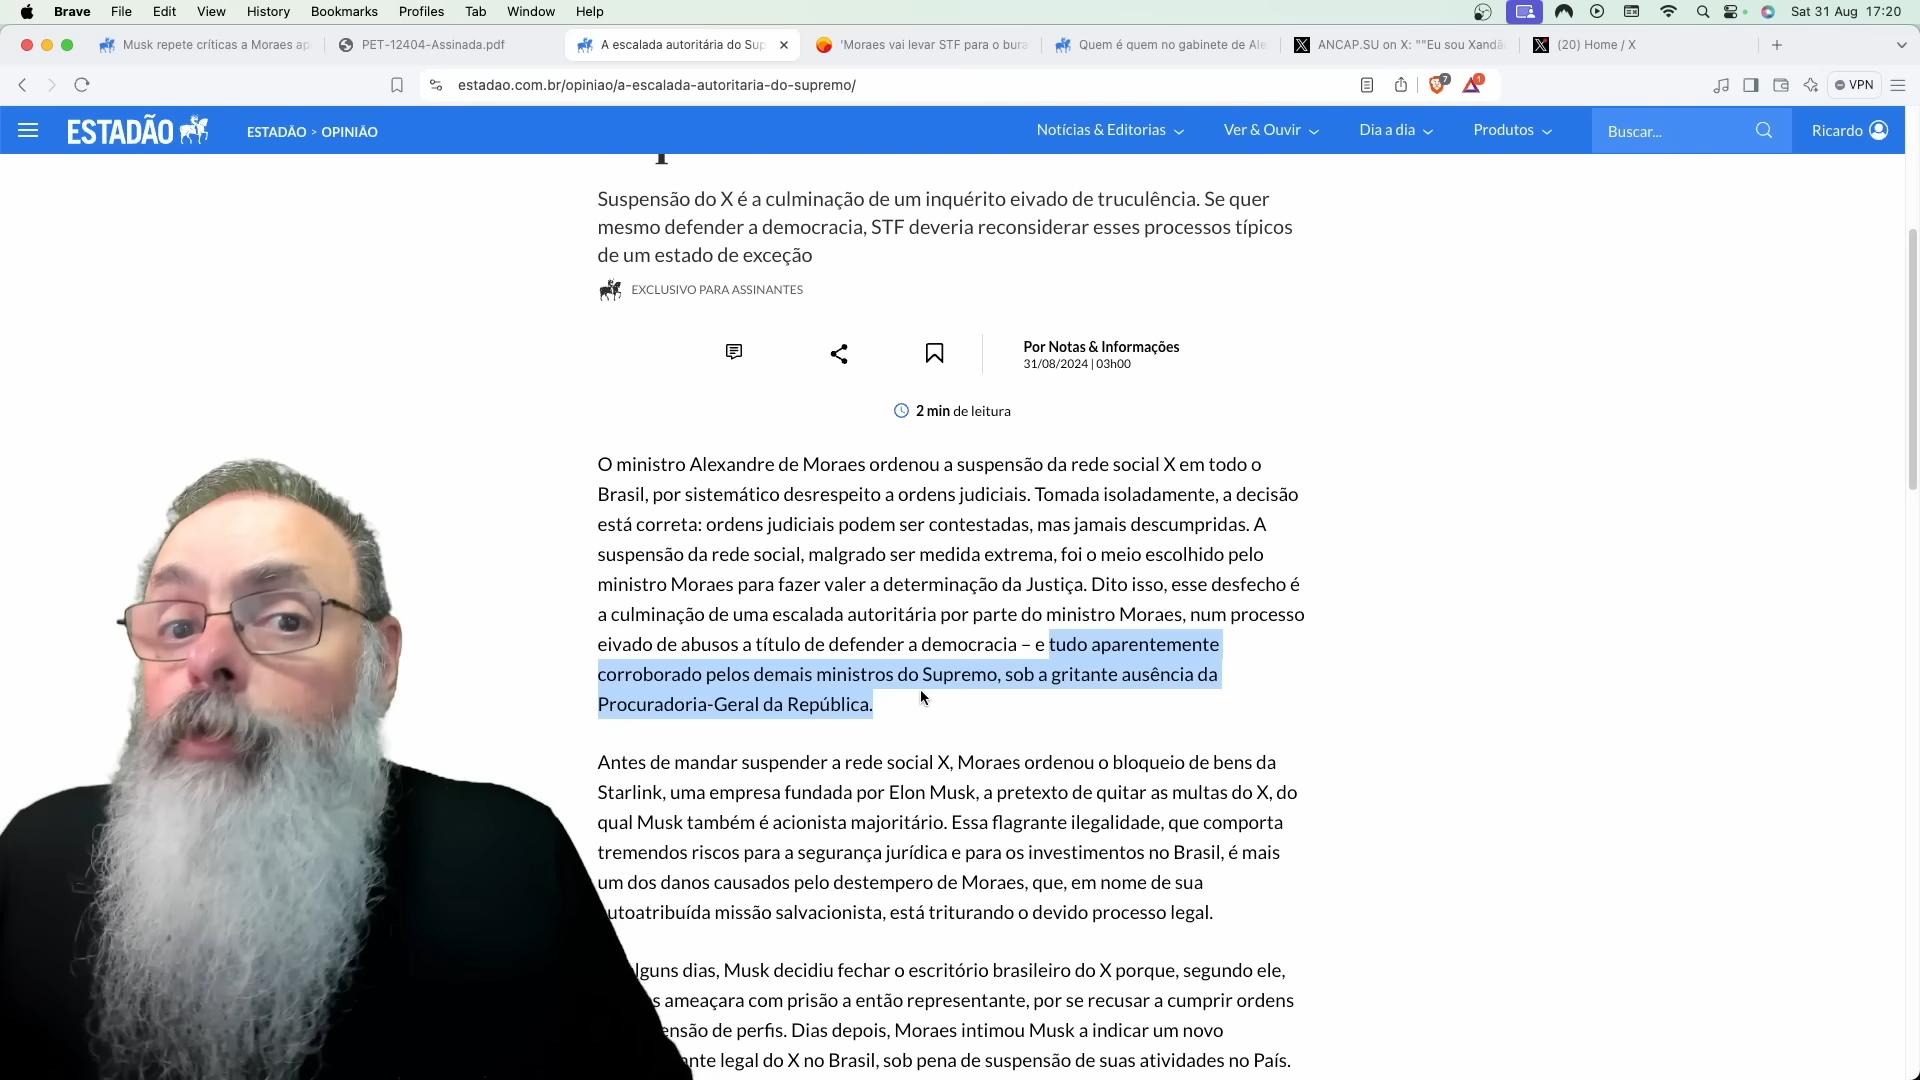 Brave File Edit View History Bookmarks Profiles Tab Window Help
Sat 31 Aug 17:20
Musk repete críticas a Moraes ap
PET-12404-Assinada.pdf
A escalada autoritária do Sup
'Moraes vai levar STF para o bura
Quem é quem no gabinete de Ale
ANCAP.SU on X: ""Eu sou Xandã
(20) Home / X
estadao.com.br/opiniao/a-escalada-autoritaria-do-supremo/
7
1
VPN
ESTADÃO
ESTADÃO > OPINIÃO
Notícias & Editorias
Ver & Ouvir
Dia a dia
Produtos
Buscar...
Ricardo
Suspensão do X é a culminação de um inquérito eivado de truculência. Se quer
mesmo defender a democracia, STF deveria reconsiderar esses processos típicos
de um estado de exceção
EXCLUSIVO PARA ASSINANTES
Por Notas & Informações
31/08/2024 | 03h00
2 min de leitura
O ministro Alexandre de Moraes ordenou a suspensão da rede social X em todo o
Brasil, por sistemático desrespeito a ordens judiciais. Tomada isoladamente, a decisão
está correta: ordens judiciais podem ser contestadas, mas jamais descumpridas. A
suspensão da rede social, malgrado ser medida extrema, foi o meio escolhido pelo
ministro Moraes para fazer valer a determinação da Justiça. Dito isso, esse desfecho é
a culminação de uma escalada autoritária por parte do ministro Moraes, num processo
eivado de abusos a título de defender a democracia – e tudo aparentemente
corroborado pelos demais ministros do Supremo, sob a gritante ausência da
Procuradoria-Geral da República.
Antes de mandar suspender a rede social X, Moraes ordenou o bloqueio de bens da
Starlink, uma empresa fundada por Elon Musk, a pretexto de quitar as multas do X, do
qual Musk também é acionista majoritário. Essa flagrante ilegalidade, que comporta
tremendos riscos para a segurança jurídica e para os investimentos no Brasil, é mais
um dos danos causados pelo destempero de Moraes, que, em nome de sua
utoatribuída missão salvacionista, está triturando o devido processo legal.
lguns dias, Musk decidiu fechar o escritório brasileiro do X porque, segundo ele,
s ameaçara com prisão a então representante, por se recusar a cumprir ordens
ensão de perfis. Dias depois, Moraes intimou Musk a indicar um novo
nte legal do X no Brasil, sob pena de suspensão de suas atividades no País.